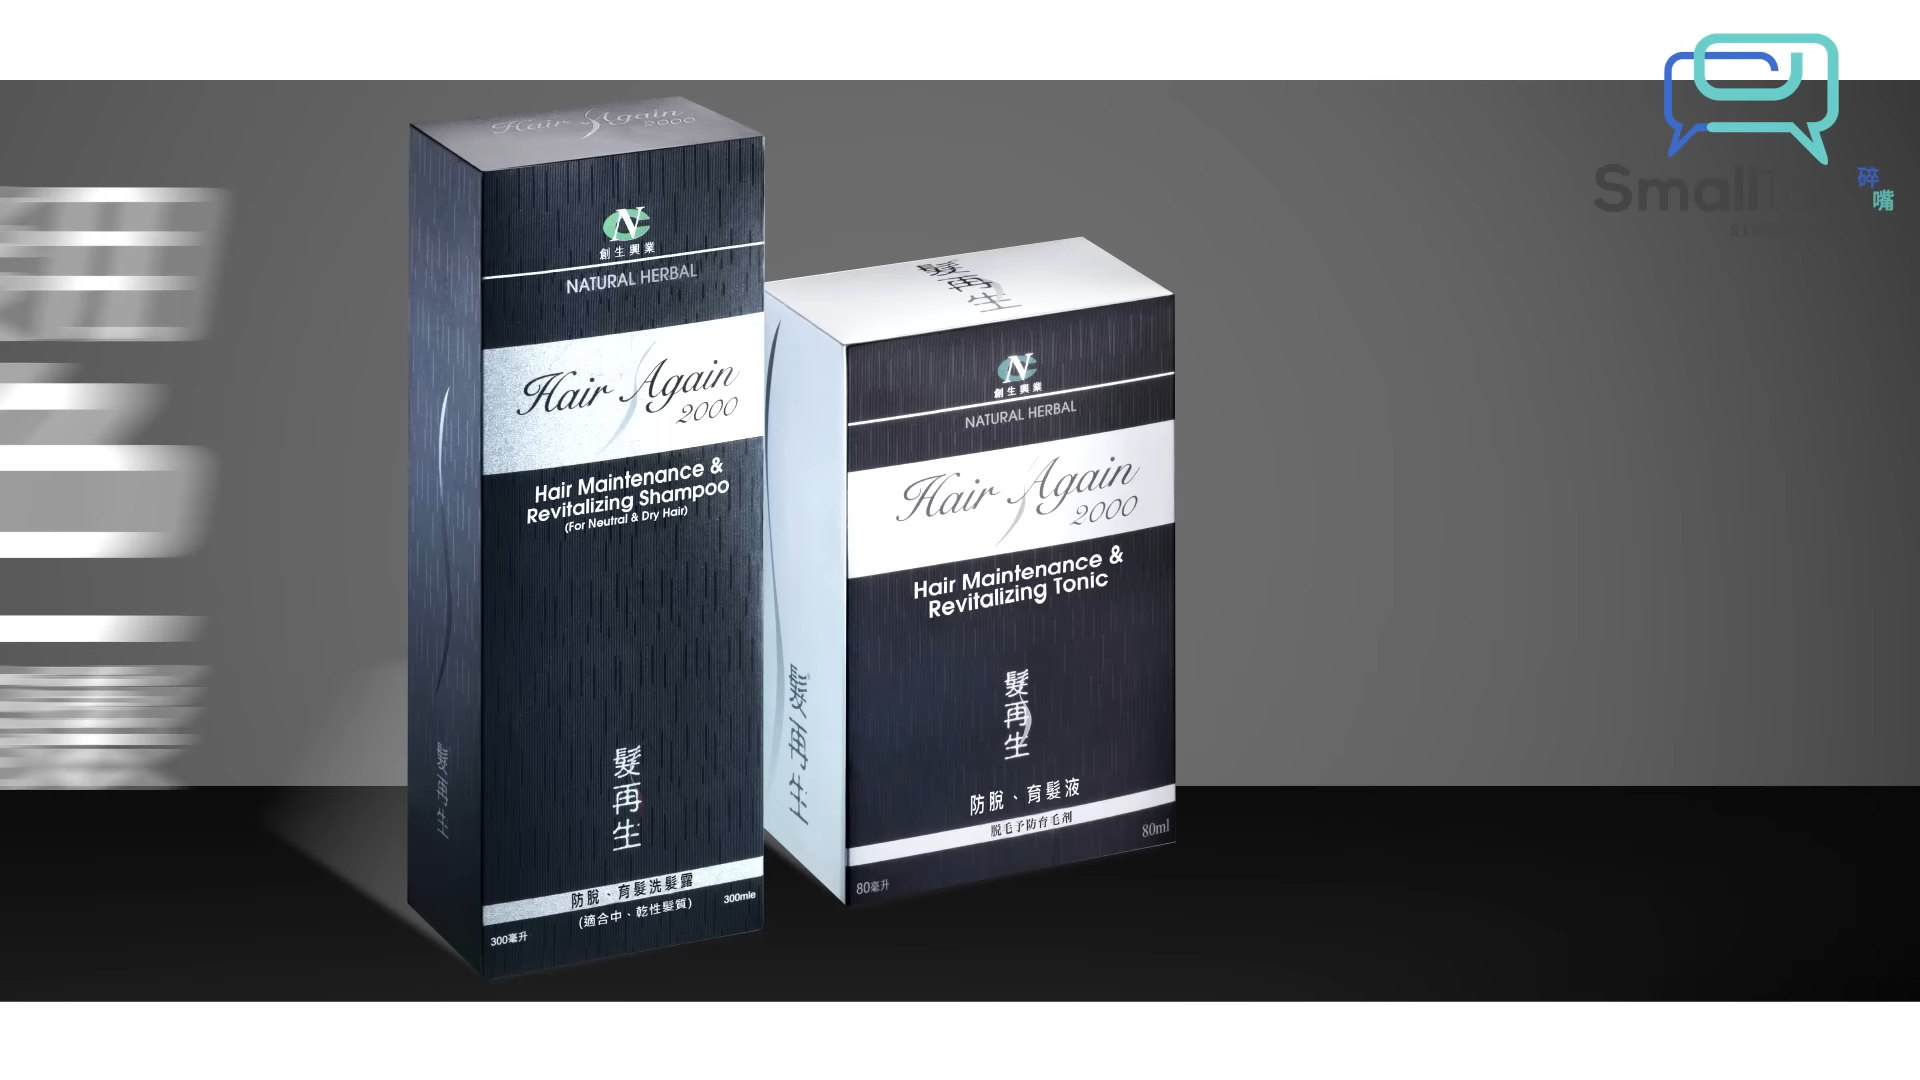 Hair Again
2000
N
創生興業
NATURAL HERBAL
Hair Again
2000
Hair Maintenance &
Revitalizing Shampoo
(For Neutral & Dry Hair)
髮再生
防脫、育髮洗髮露
(適合中、乾性髮質)
300mle
300毫升
髮再生
髮再生
髮再生
N
創生興業
NATURAL HERBAL
Hair Again
2000
Hair Maintenance &
Revitalizing Tonic
髮再生
防脫、育髮液
脱毛予防育毛剤
80ml
80毫升
Small
碎嘴